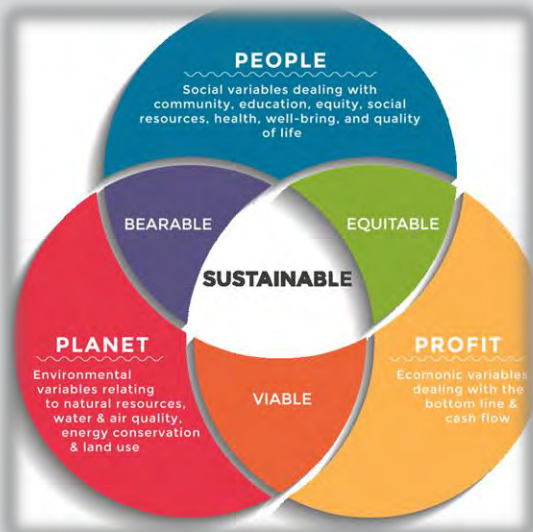 PEOPLE
Social variables dealing with
community, education, equity, social
resources, health, well-bring, and quality
of life
BEARABLE
EQUITABLE
SUSTAINABLE
PLANET
Environmental
variables relating
to natural resources,
water & air quality,
energy conservation
& land use
PROFIT
Ecomonic variables
dealing with the
bottom line &
cash flow
VIABLE